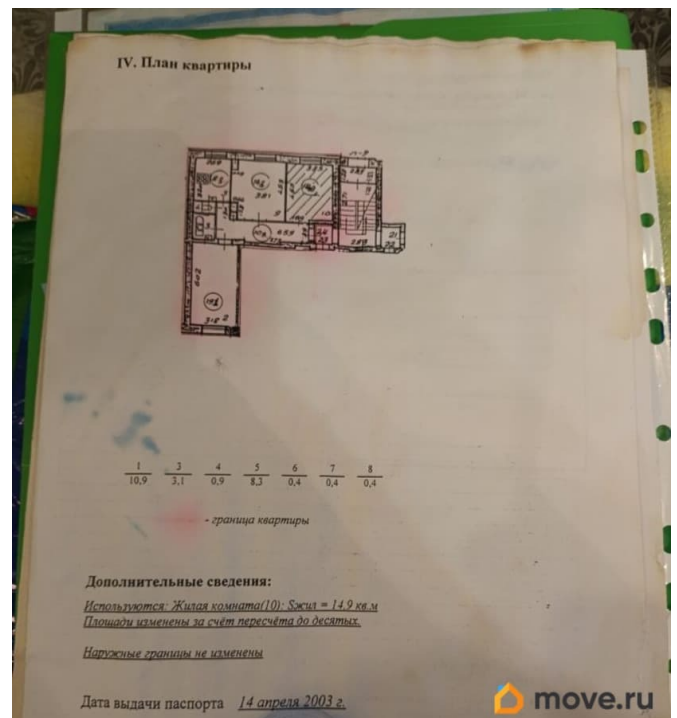 IV. План квартиры
1 3 4 5 6 7 8
10,9 3,1 0,9 8,3 0,4 0,4 0,4
- граница квартиры
Дополнительные сведения:
Используются: Жилая комната(10): Sжил = 14.9 кв.м
Площади изменены за счёт пересчёта до десятых.
Наружные границы не изменены
Дата выдачи паспорта 14 апреля 2003 г.
move.ru